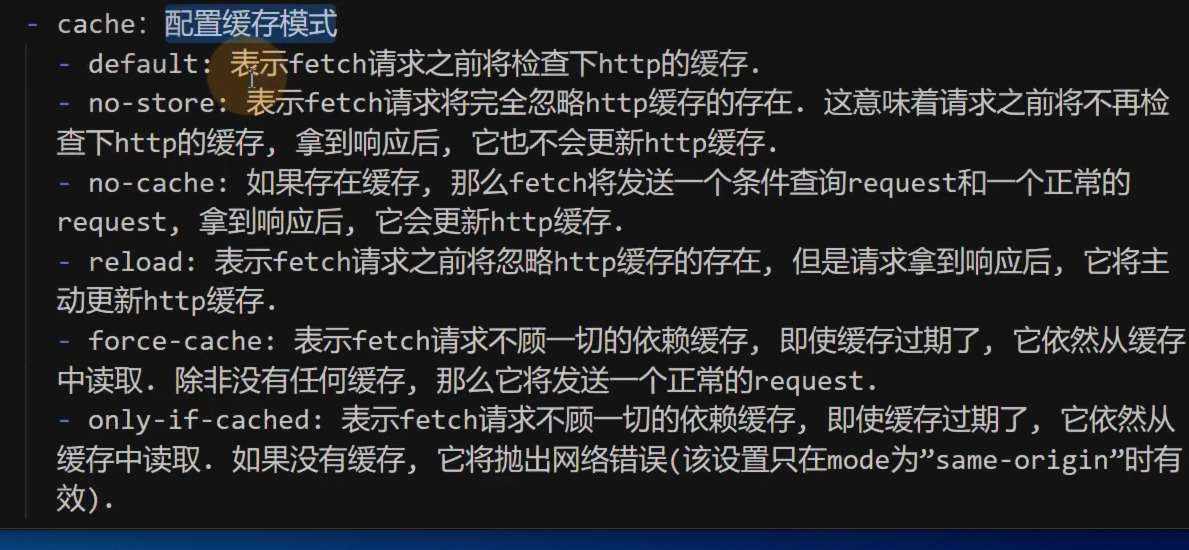 - cache：配置缓存模式
- default: 表示fetch请求之前将检查下http的缓存.
- no-store: 表示fetch请求将完全忽略http缓存的存在. 这意味着请求之前将不再检
查下http的缓存, 拿到响应后, 它也不会更新http缓存.
- no-cache: 如果存在缓存, 那么fetch将发送一个条件查询request和一个正常的
request, 拿到响应后, 它会更新http缓存.
- reload: 表示fetch请求之前将忽略http缓存的存在, 但是请求拿到响应后, 它将主
动更新http缓存.
- force-cache: 表示fetch请求不顾一切的依赖缓存, 即使缓存过期了, 它依然从缓存
中读取. 除非没有任何缓存, 那么它将发送一个正常的request.
- only-if-cached: 表示fetch请求不顾一切的依赖缓存, 即使缓存过期了, 它依然从
缓存中读取. 如果没有缓存, 它将抛出网络错误(该设置只在mode为”same-origin”时有
效).